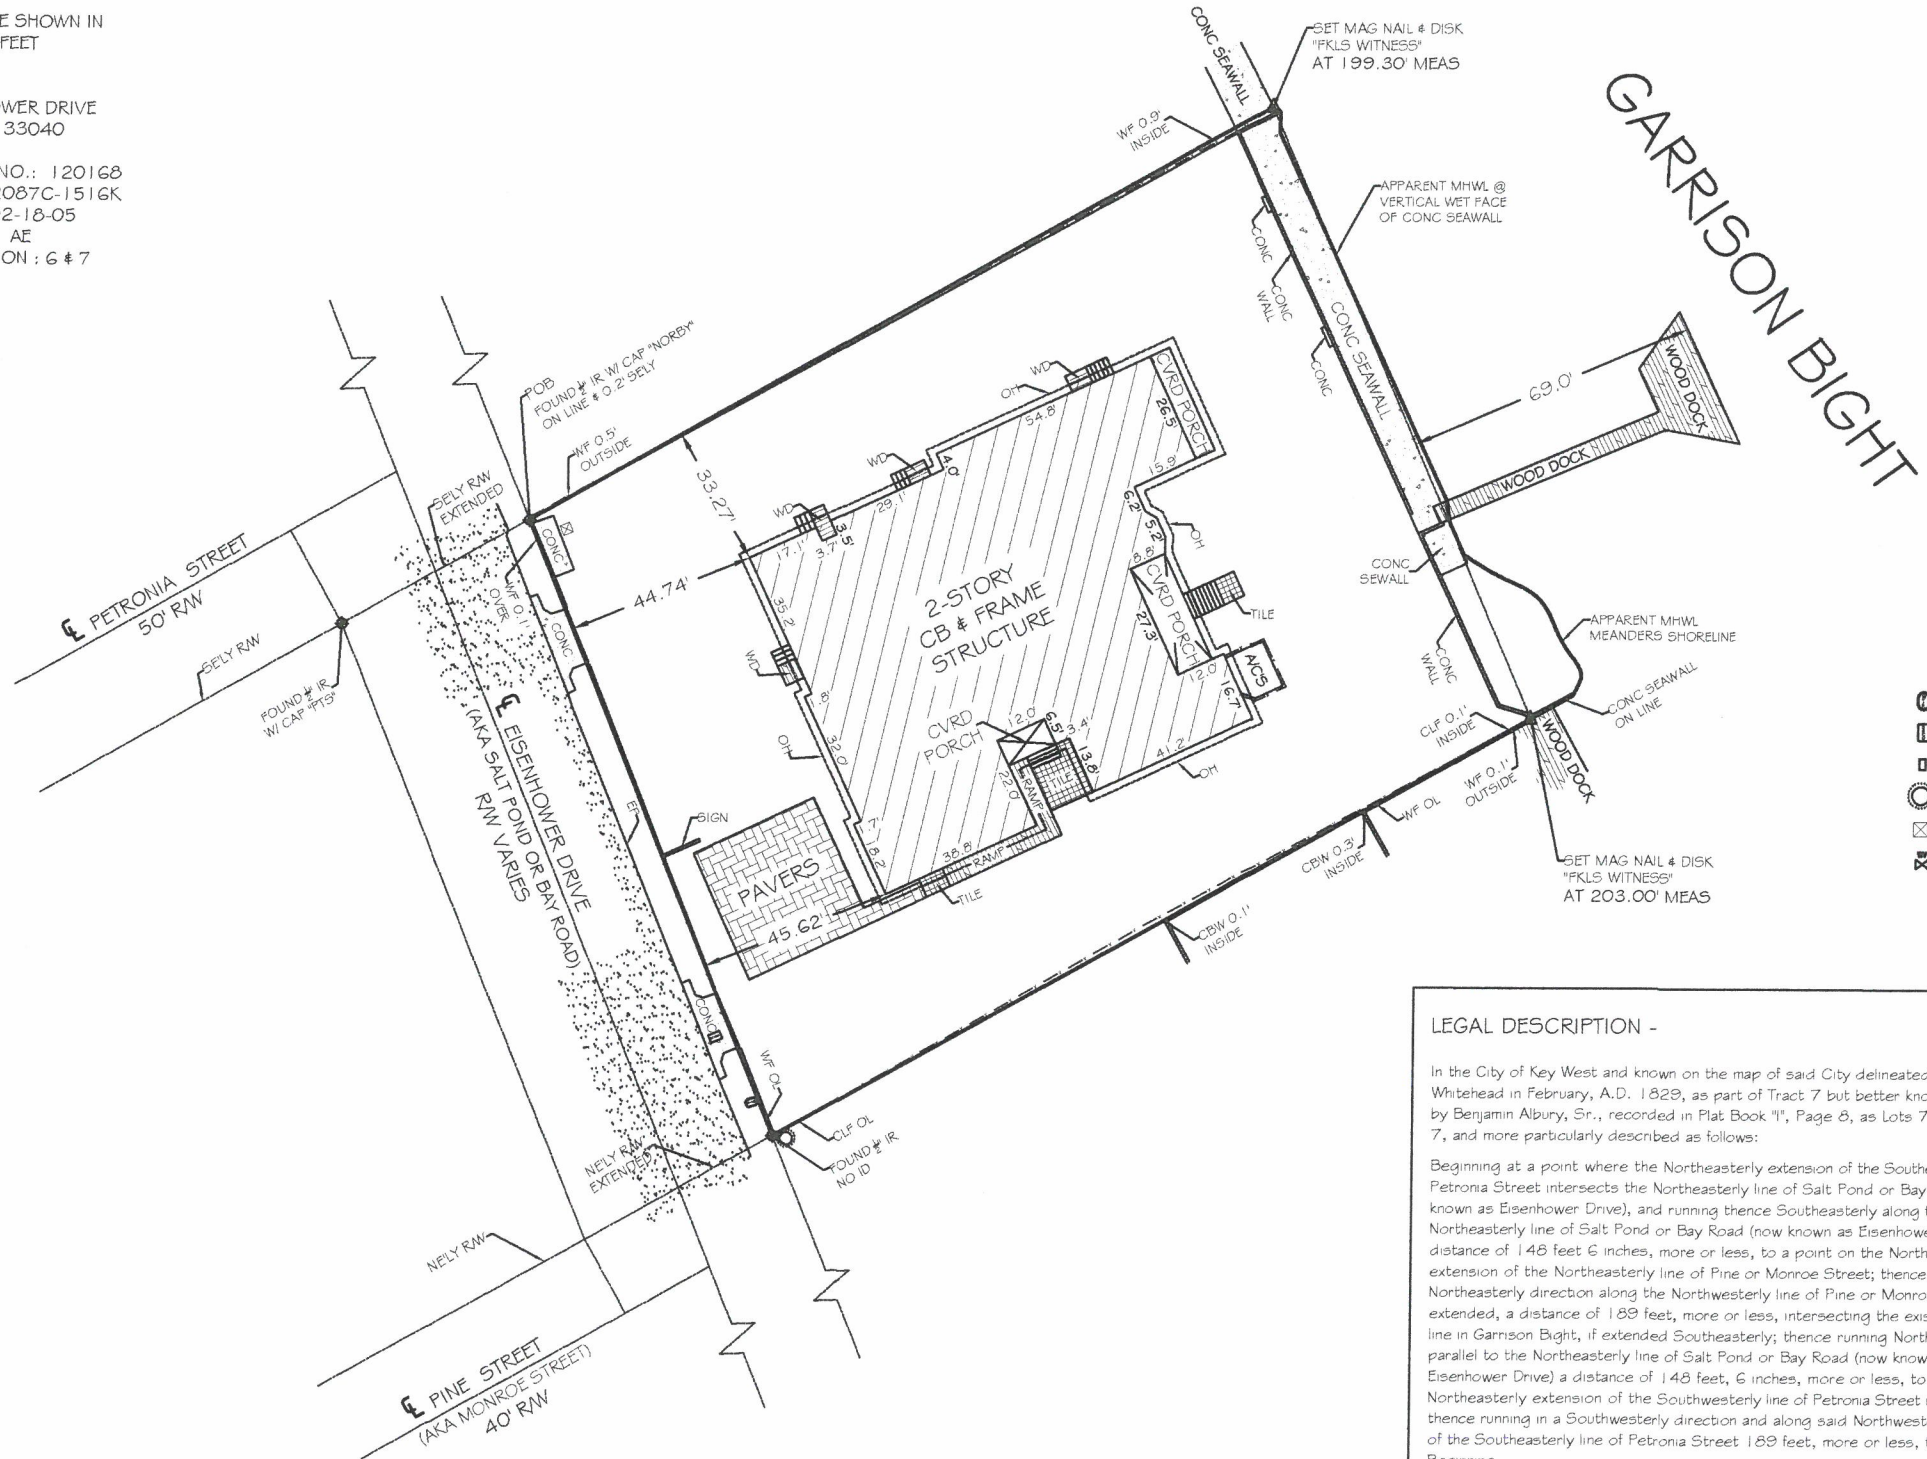 E SHOWN IN
FEET
WER DRIVE
33040
NO.: 120168
2087C-1516K
2-18-05
AE
ON : 6 & 7
CONC SEAWALL
SET MAG NAIL & DISK
"FKLS WITNESS"
AT 199.30' MEAS
GARRISON BIGHT
WF 0.9'
INSIDE
APPARENT MHWL @
VERTICAL WET FACE
OF CONC SEAWALL
CONC
CONC
WALL
CONC
CONC SEAWALL
69.0'
WOOD DOCK
WOOD DOCK
POB
FOUND ½" IR W/ CAP "NORBY"
ON LINE & 0.2' SELY
WF 0.5'
OUTSIDE
33.27'
44.74'
SE'LY R/W
EXTENDED
CONC
WF 0.1'
OVER
CONC
℄ PETRONIA STREET
50' R/W
SE'LY R/W
FOUND ½" IR
W/ CAP "PTS"
℄ EISENHOWER DRIVE
(AKA SALT POND OR BAY ROAD)
R/W VARIES
EP
SIGN
WD
OH
54.8'
CVRD PORCH
26.5'
15.9'
WD
4.0'
29.1'
WD
3.5'
3.7'
17.1'
6.2'
5.2'
OH
8.8'
CVRD PORCH
27.3'
TILE
12.0'
A/C'S
16.7'
2-STORY
CB & FRAME
STRUCTURE
35.2'
WD
1.8'
32.0'
OH
CVRD
PORCH
12.0'
6.5'
3.4'
13.8'
41.2'
OH
TILE
RAMP
22.0'
1.7'
18.2'
38.8'
RAMP
TILE
PAVERS
45.62'
CONC
SEWALL
CONC
WALL
APPARENT MHWL
MEANDERS SHORELINE
CONC SEAWALL
ON LINE
CLF 0.1'
INSIDE
WOOD DOCK
WF 0.1'
OUTSIDE
WF OL
CBW 0.3'
INSIDE
CBW 0.1'
INSIDE
SET MAG NAIL & DISK
"FKLS WITNESS"
AT 203.00' MEAS
CONC
WF OL
CLF OL
FOUND ½" IR
NO ID
NE'LY R/W
EXTENDED
NE'LY R/W
℄ PINE STREET
(AKA MONROE STREET)
40' R/W
LEGAL DESCRIPTION -
In the City of Key West and known on the map of said City delineated
Whitehead in February, A.D. 1829, as part of Tract 7 but better kno
by Benjamin Albury, Sr., recorded in Plat Book "I", Page 8, as Lots 7
7, and more particularly described as follows:
Beginning at a point where the Northeasterly extension of the Southe
Petronia Street intersects the Northeasterly line of Salt Pond or Bay
known as Eisenhower Drive), and running thence Southeasterly along
Northeasterly line of Salt Pond or Bay Road (now known as Eisenhowe
distance of 148 feet 6 inches, more or less, to a point on the North
extension of the Northeasterly line of Pine or Monroe Street; thence
Northeasterly direction along the Northwesterly line of Pine or Monro
extended, a distance of 189 feet, more or less, intersecting the exis
line in Garrison Bight, if extended Southeasterly; thence running North
parallel to the Northeasterly line of Salt Pond or Bay Road (now know
Eisenhower Drive) a distance of 148 feet, 6 inches, more or less, to
Northeasterly extension of the Southwesterly line of Petronia Street
thence running in a Southwesterly direction and along said Northwest
of the Southeasterly line of Petronia Street 189 feet, more or less,